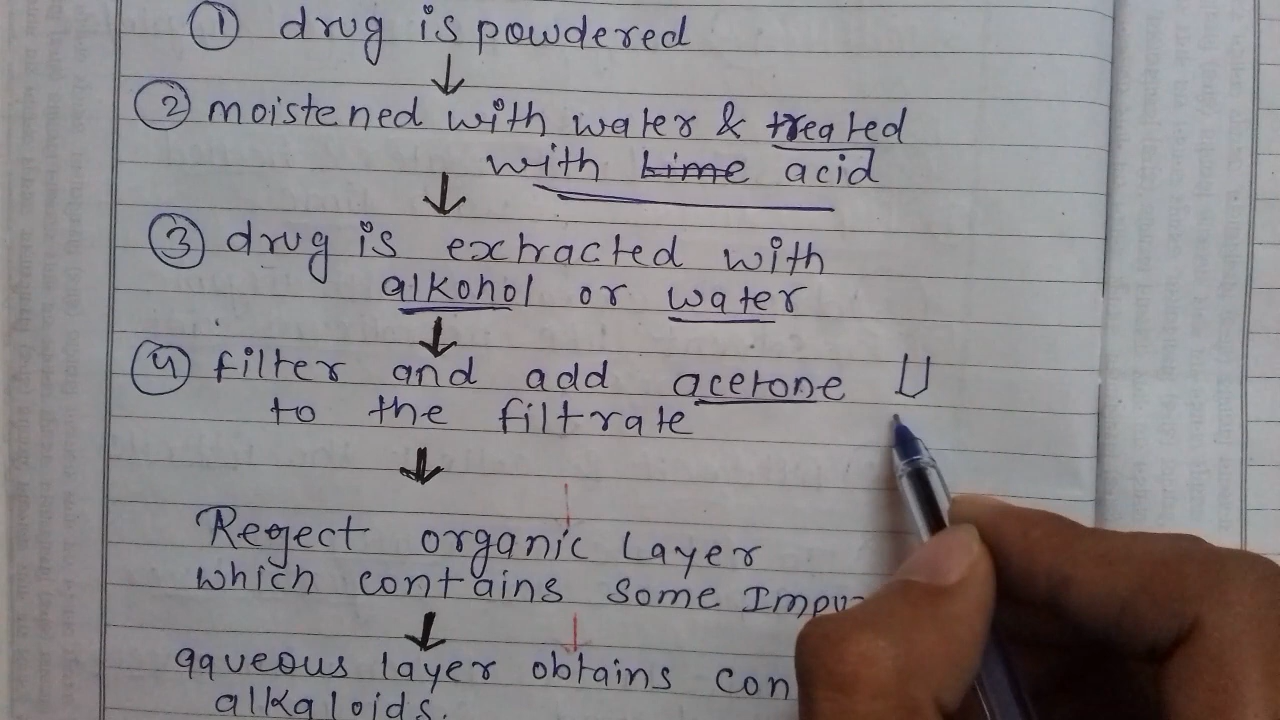 ① drug is powdered
↓
② moistened with water & treated
with ~~Lime~~ acid
↓
③ drug is extracted with
alkohol or water
↓
④ filter and add acetone
to the filtrate
↓
Regect organic Layer
which contains some Impu
↓
aqueous layer obtains con
alkaloids.